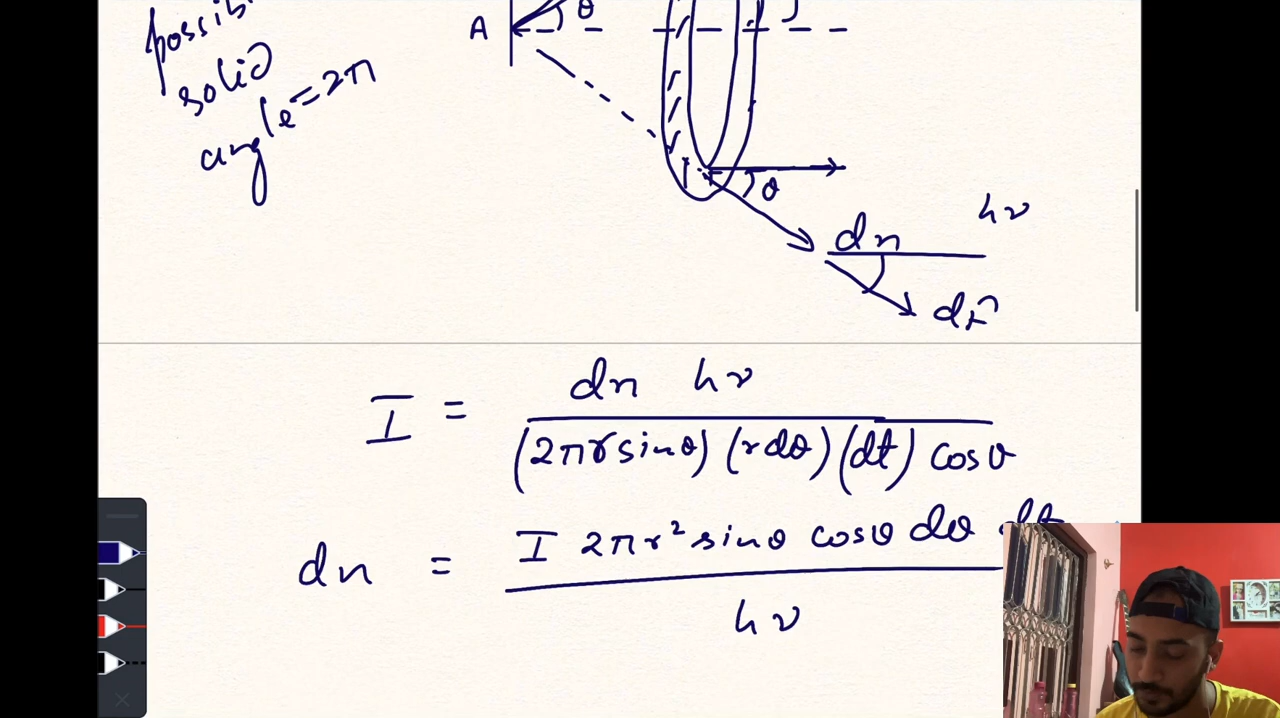 solid
angle = 2π
A θ
θ
hν
dn
dF
I = dn hν / (2πr sinθ) (r dθ) (dt) cosθ
dn = I 2πr² sinθ cosθ dθ dt / hν